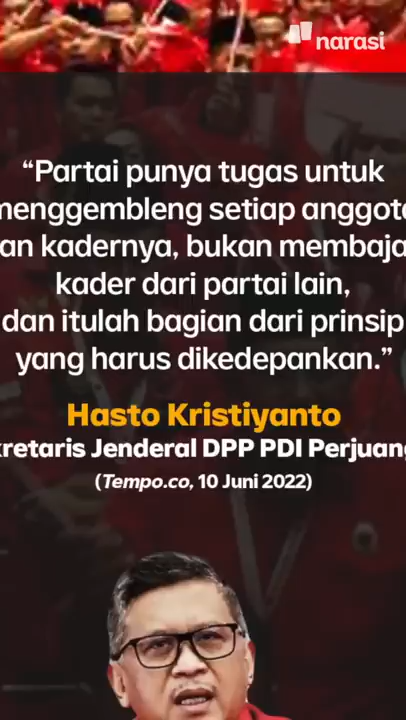 narasi
“Partai punya tugas untuk
menggembleng setiap anggota
an kadernya, bukan membaja
kader dari partai lain,
dan itulah bagian dari prinsip
yang harus dikedepankan.”
Hasto Kristiyanto
kretaris Jenderal DPP PDI Perjuang
(Tempo.co, 10 Juni 2022)